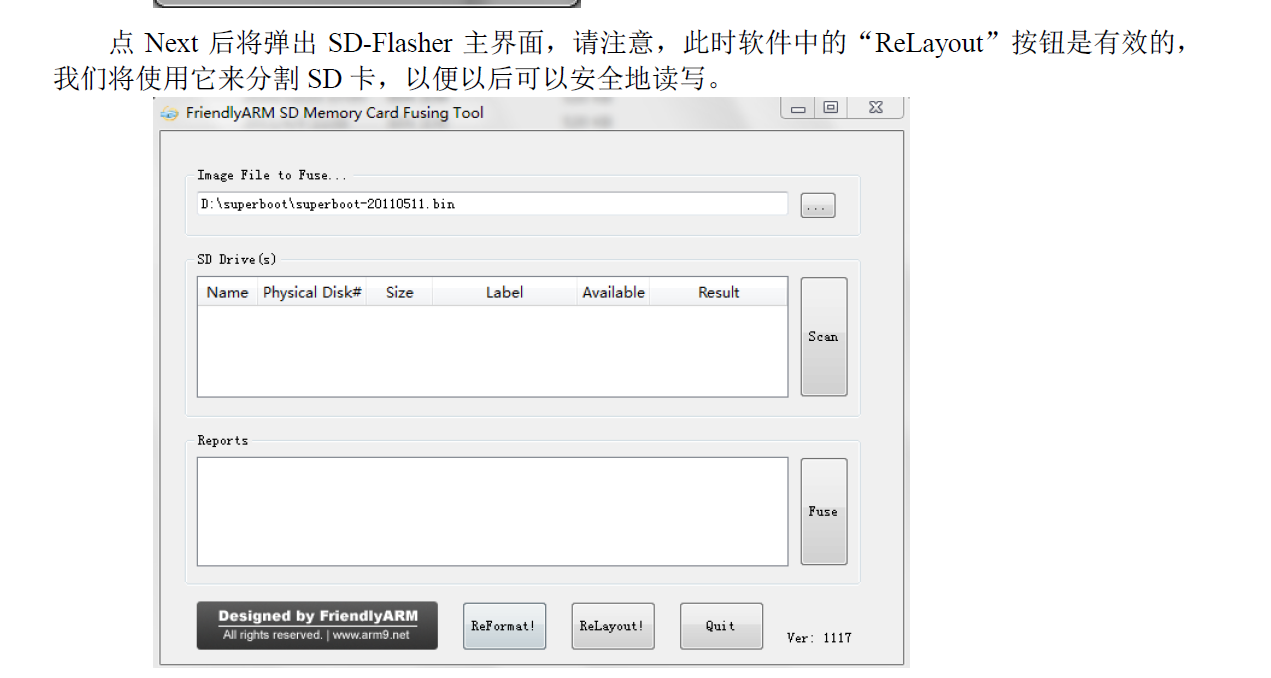 点 Next 后将弹出 SD-Flasher 主界面，请注意，此时软件中的“ReLayout”按钮是有效的，
我们将使用它来分割 SD 卡，以便以后可以安全地读写。
FriendlyARM SD Memory Card Fusing Tool
Image File to Fuse...
D:\superboot\superboot-20110511.bin
...
SD Drive(s)
Name Physical Disk# Size Label Available Result
Scan
Reports
Fuse
Designed by FriendlyARM
All rights reserved. | www.arm9.net
ReFormat!
ReLayout!
Quit
Ver: 1117